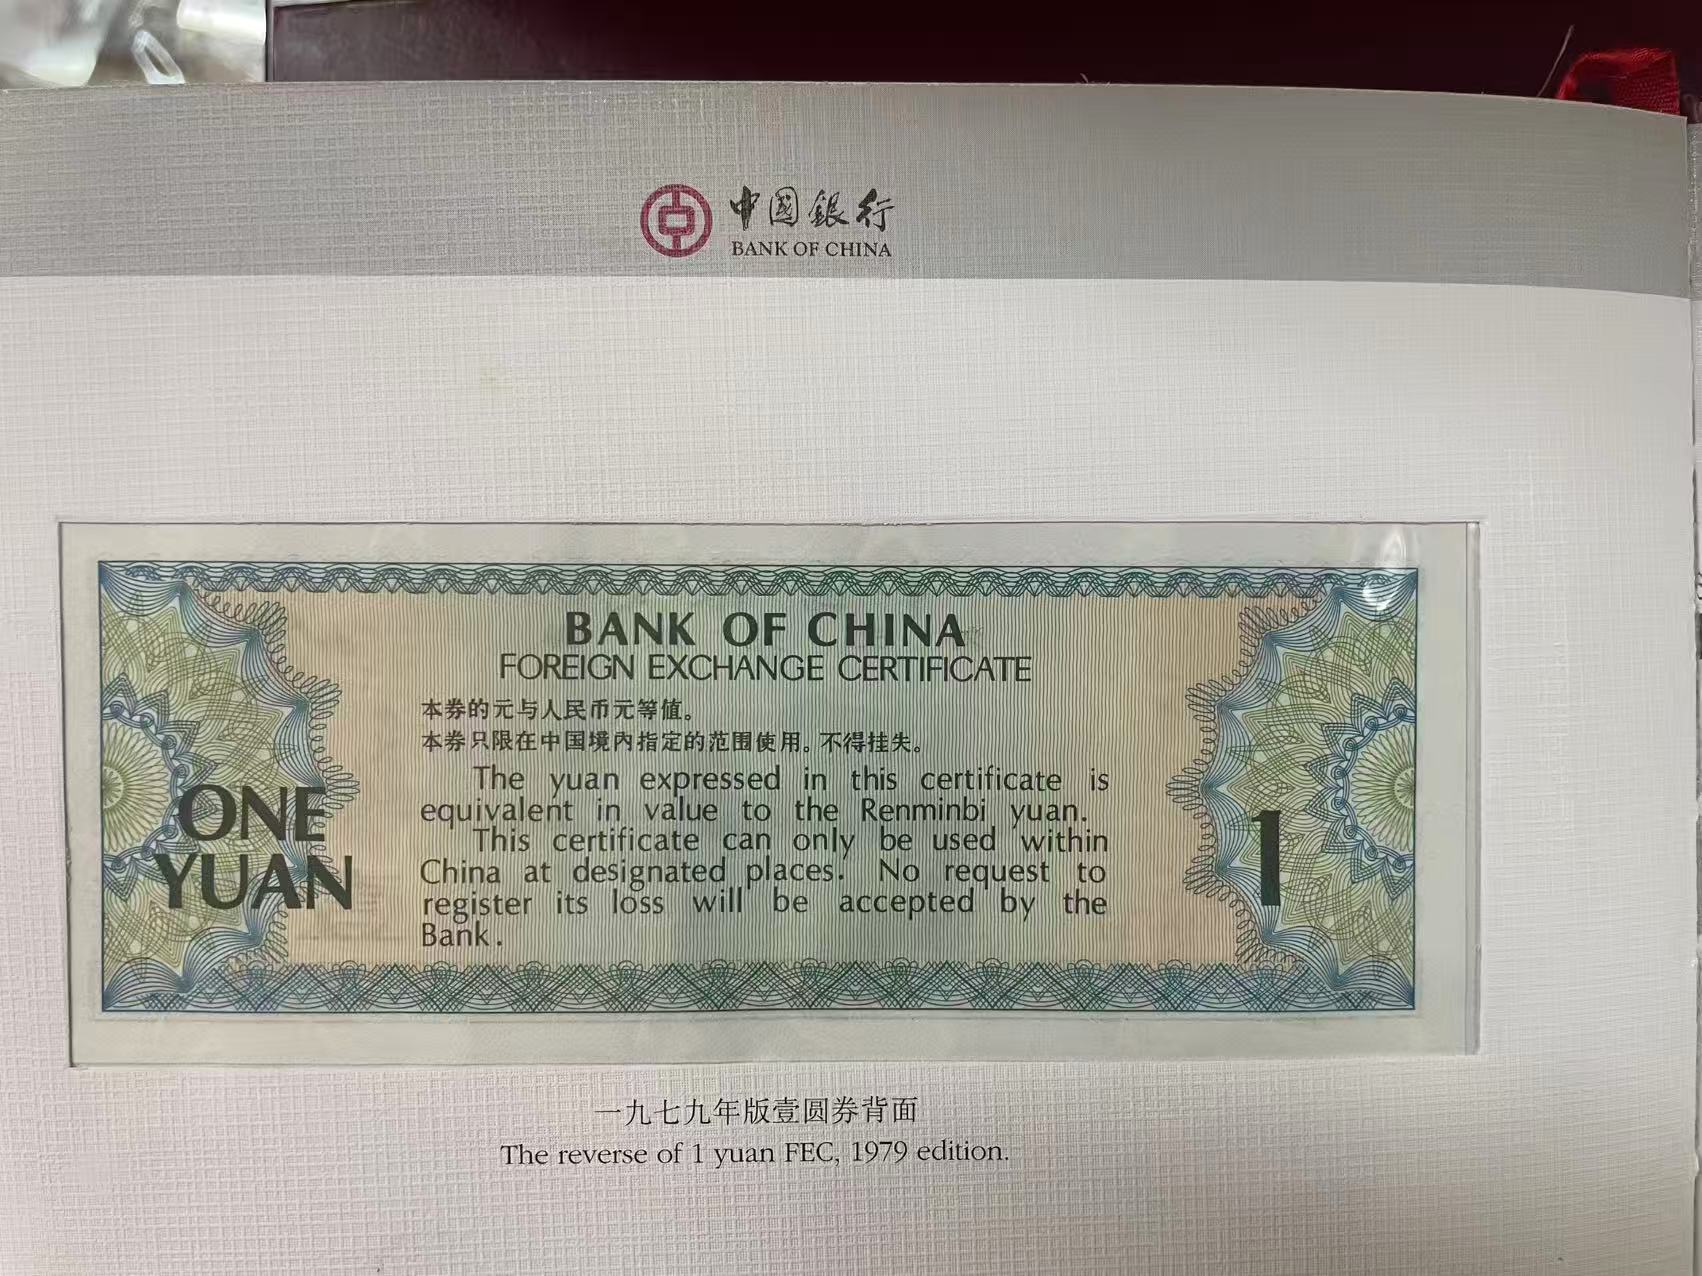 中國銀行
BANK OF CHINA
BANK OF CHINA
FOREIGN EXCHANGE CERTIFICATE
本券的元与人民币元等值。
本券只限在中国境内指定的范围使用。不得挂失。
The yuan expressed in this certificate is
equivalent in value to the Renminbi yuan.
This certificate can only be used within
China at designated places. No request to
register its loss will be accepted by the
Bank.
ONE
YUAN
1
一九七九年版壹圆券背面
The reverse of 1 yuan FEC, 1979 edition.